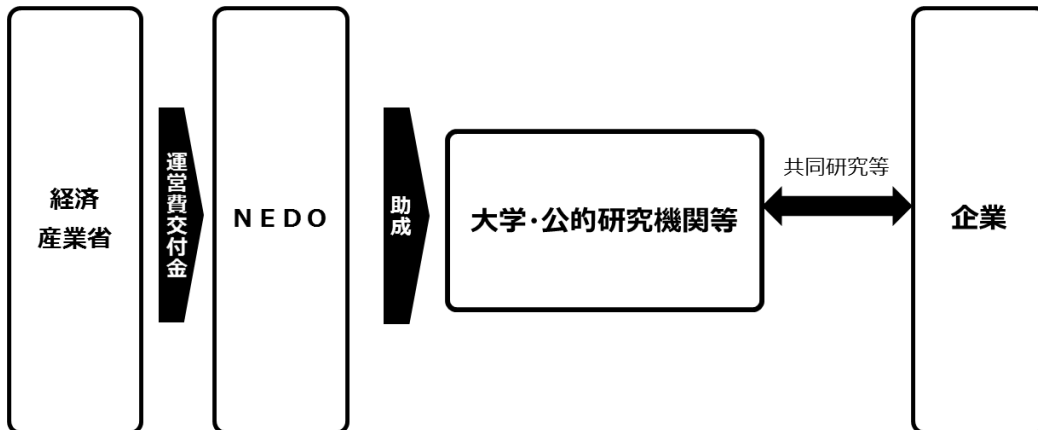 経済
産業省
運営費交付金
NEDO
助成
大学・公的研究機関等
共同研究等
企業